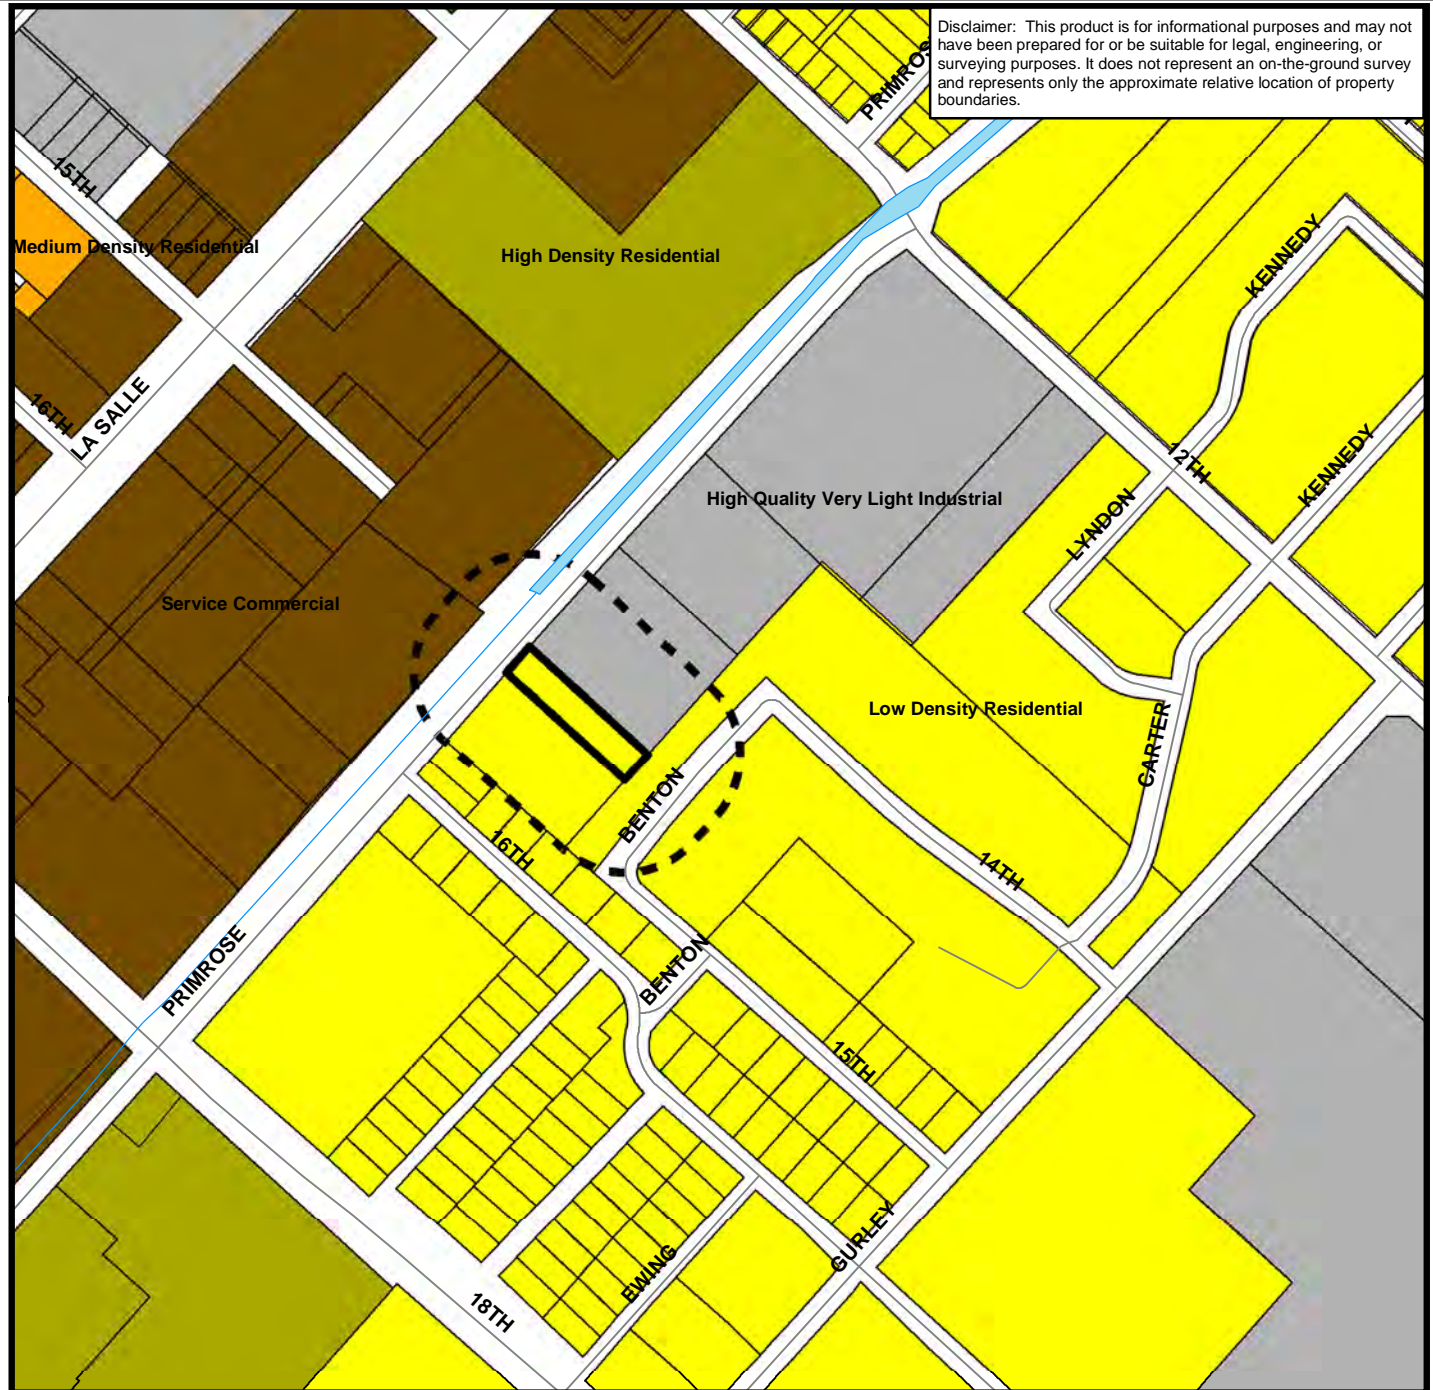 Disclaimer: This product is for informational purposes and may not
have been prepared for or be suitable for legal, engineering, or
surveying purposes. It does not represent an on-the-ground survey
and represents only the approximate relative location of property
boundaries.
PRIMROSE
15TH
Medium Density Residential
High Density Residential
KENNEDY
16TH
LA SALLE
12TH
KENNEDY
High Quality Very Light Industrial
LYNDON
Service Commercial
Low Density Residential
CARTER
BENTON
16TH
14TH
PRIMROSE
BENTON
15TH
GURLEY
EWING
18TH